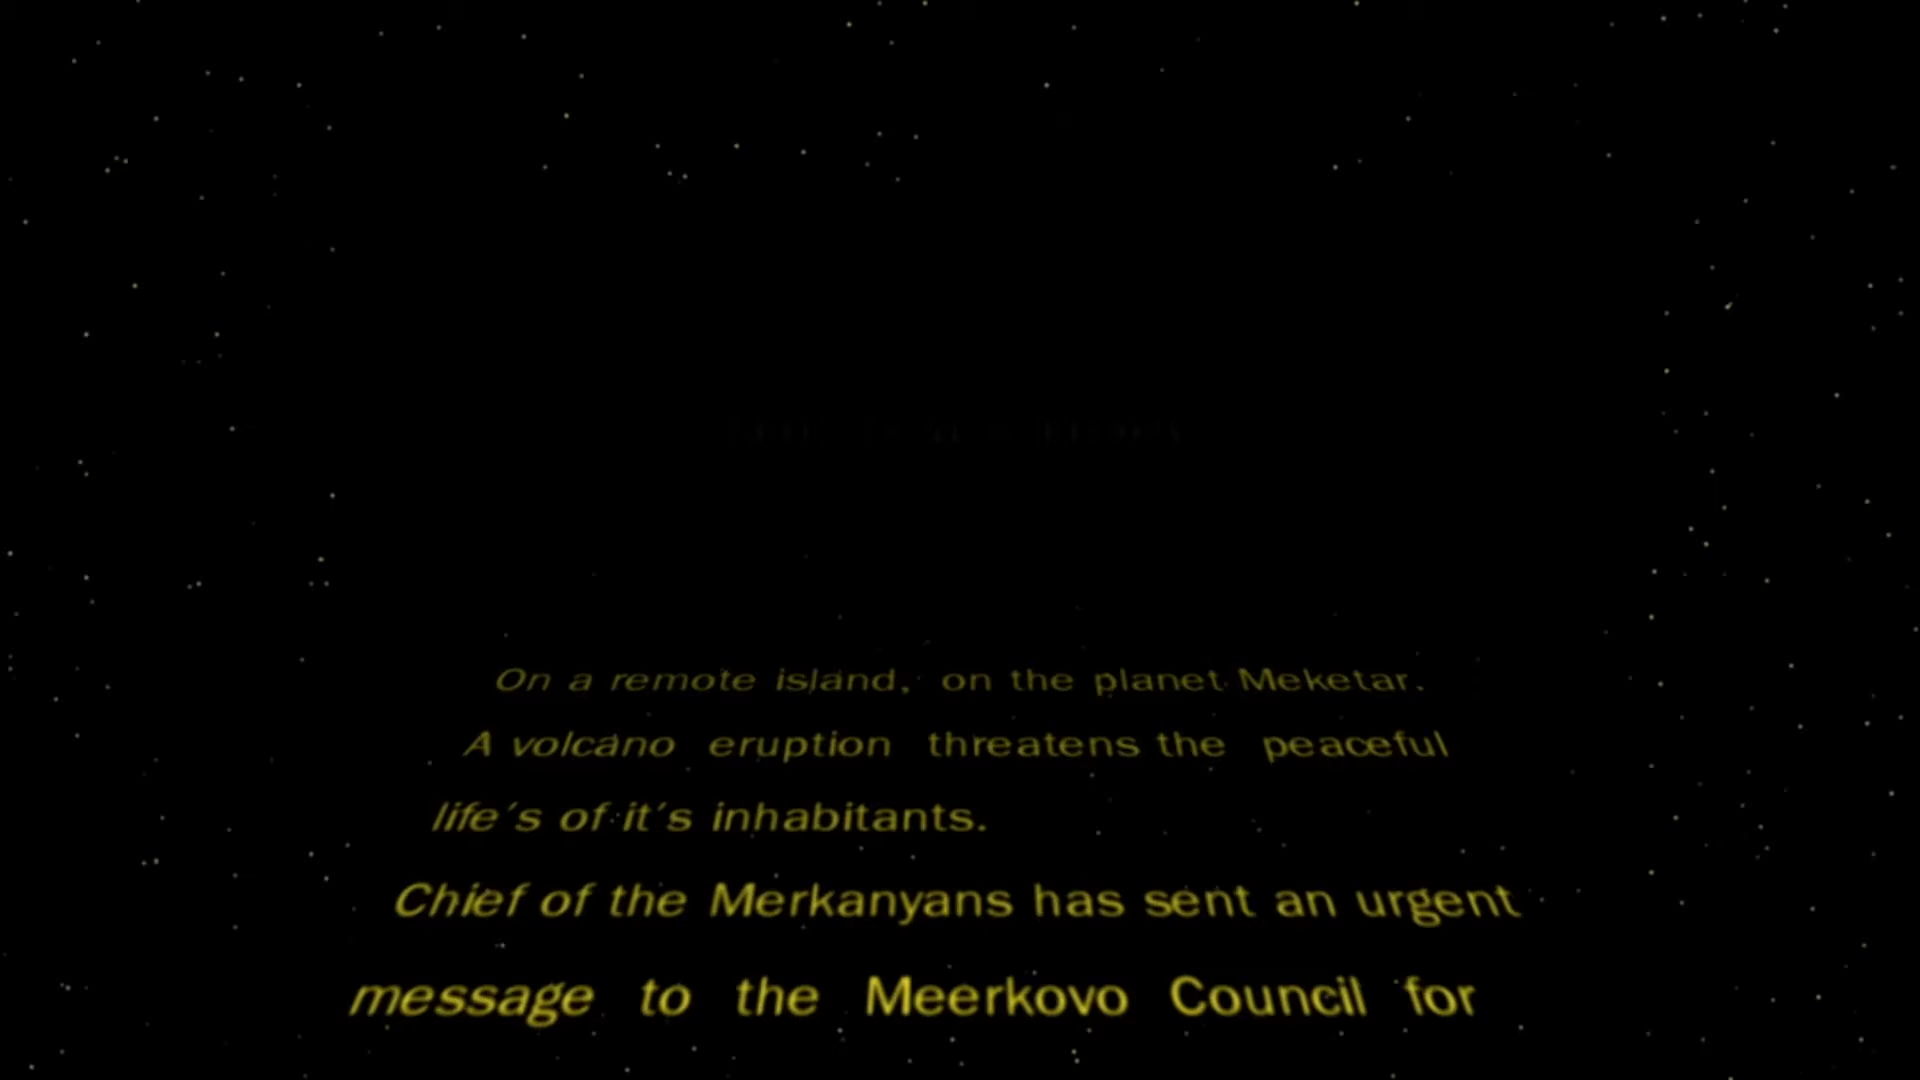 On a remote island, on the planet Meketar.
A volcano eruption threatens the peaceful
life's of it's inhabitants.
Chief of the Merkanyans has sent an urgent
message to the Meerkovo Council for